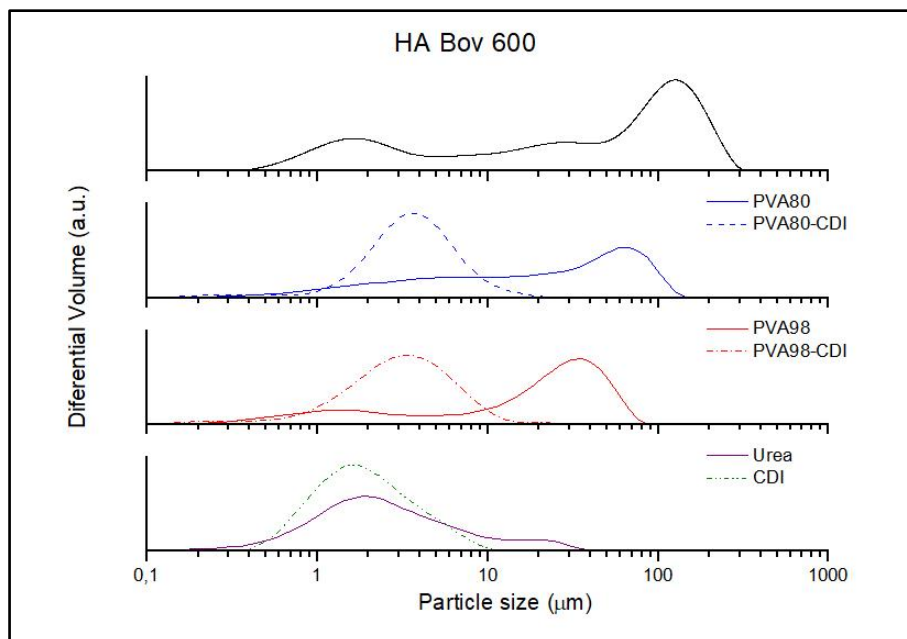 HA Bov 600
Diferential Volume (a.u.)
PVA80
PVA80-CDI
PVA98
PVA98-CDI
Urea
CDI
0,1
1
10
100
1000
Particle size (μm)